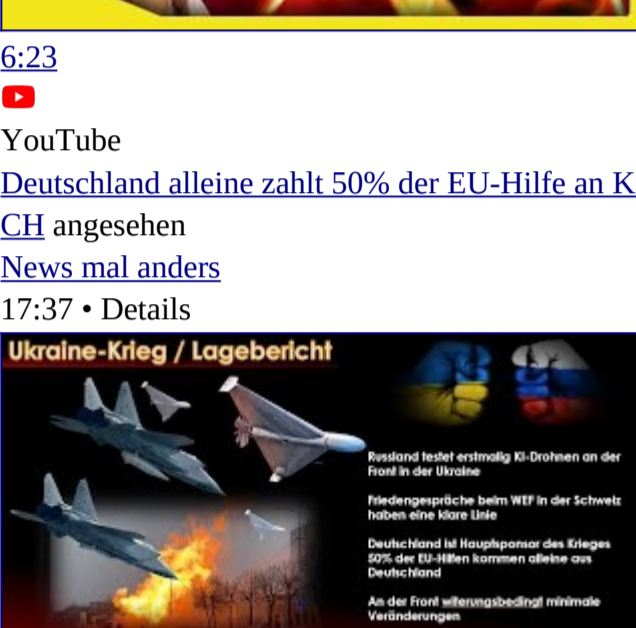 6:23
YouTube
Deutschland alleine zahlt 50% der EU-Hilfe an K
CH angesehen
News mal anders
17:37 • Details
Ukraine-Krieg / Lagebericht
Russland testet erstmalig KI-Drohnen an der
Front in der Ukraine
Friedengespräche beim WEF in der Schweiz
haben eine klare Linie
Deutschland ist Hauptsponsor des Krieges
50% der EU-Hilfen kommen alleine aus
Deutschland
An der Front witerungsbedingt minimale
Veränderungen